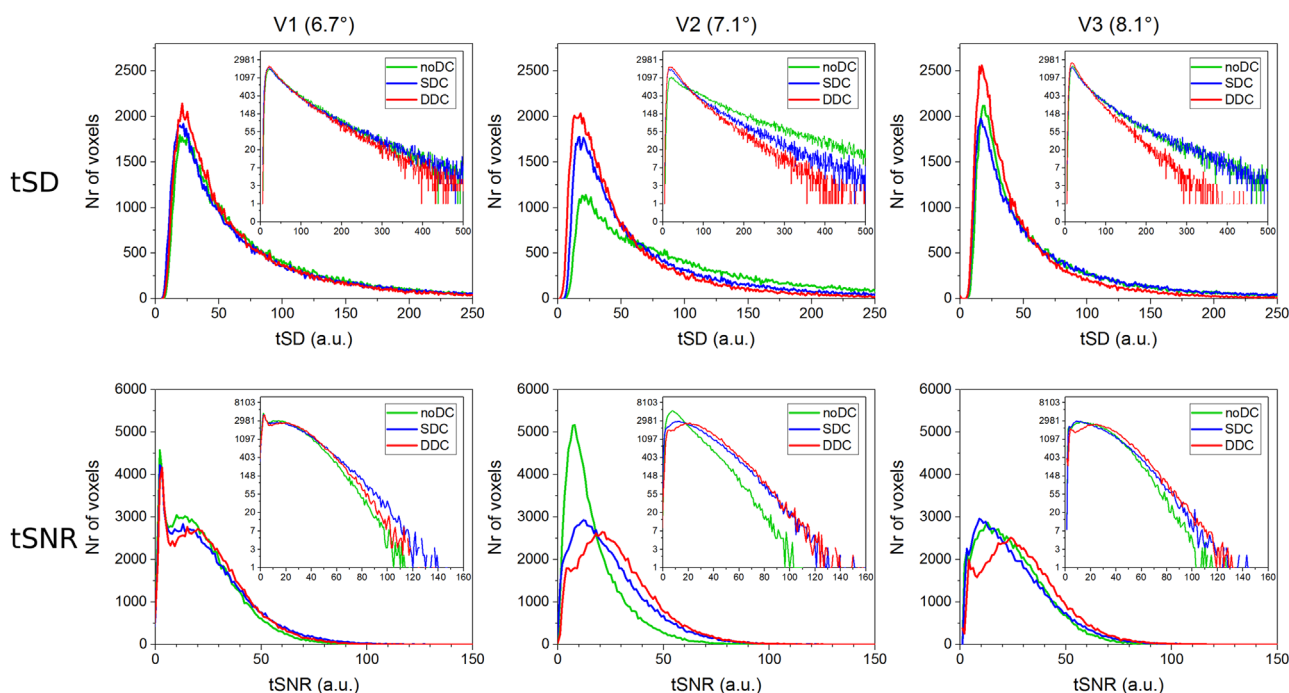 V1 (6.7°) V2 (7.1°) V3 (8.1°)
tSD
Nr of voxels
2500
2000
1500
1000
500
0
0 50 100 150 200 250
tSD (a.u.)
2981
1097
403
148
55
20
7
3
1
0
0 100 200 300 400 500
noDC
SDC
DDC
Nr of voxels
2500
2000
1500
1000
500
0
0 50 100 150 200 250
tSD (a.u.)
2981
1097
403
148
55
20
7
3
1
0
0 100 200 300 400 500
noDC
SDC
DDC
Nr of voxels
2500
2000
1500
1000
500
0
0 50 100 150 200 250
tSD (a.u.)
2981
1097
403
148
55
20
7
3
1
0
0 100 200 300 400 500
noDC
SDC
DDC
tSNR
Nr of voxels
6000
5000
4000
3000
2000
1000
0
0 50 100 150
tSNR (a.u.)
8103
2981
1097
403
148
55
20
7
3
1
0 20 40 60 80 100 120 140 160
noDC
SDC
DDC
Nr of voxels
6000
5000
4000
3000
2000
1000
0
0 50 100 150
tSNR (a.u.)
8103
2981
1097
403
148
55
20
7
3
1
0 20 40 60 80 100 120 140 160
noDC
SDC
DDC
Nr of voxels
6000
5000
4000
3000
2000
1000
0
0 50 100 150
tSNR (a.u.)
8103
2981
1097
403
148
55
20
7
3
1
0 20 40 60 80 100 120 140 160
noDC
SDC
DDC